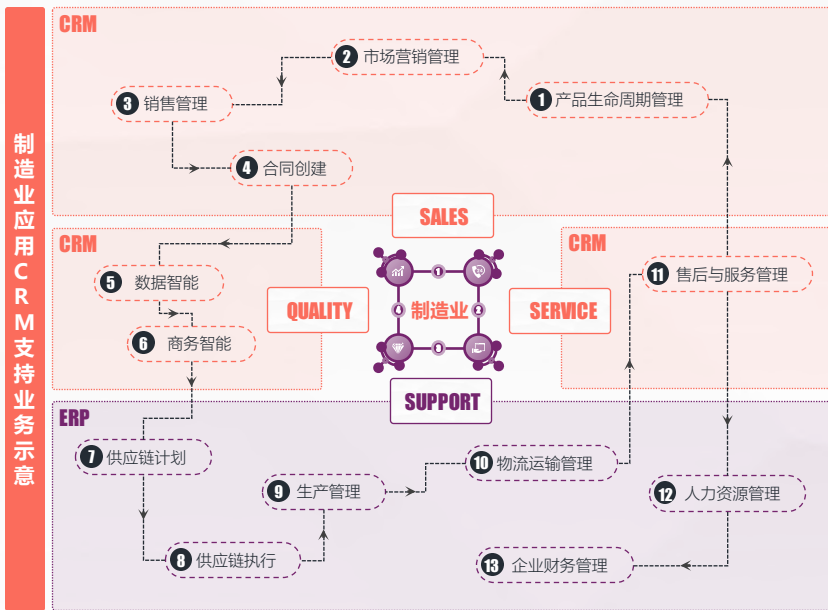 制造业应用CRM支持业务示意
CRM
2 市场营销管理
1 产品生命周期管理
3 销售管理
4 合同创建
SALES
CRM
CRM
5 数据智能
11 售后与服务管理
QUALITY
1
4 制造业 2
3
SERVICE
6 商务智能
SUPPORT
ERP
7 供应链计划
10 物流运输管理
9 生产管理
12 人力资源管理
8 供应链执行
13 企业财务管理